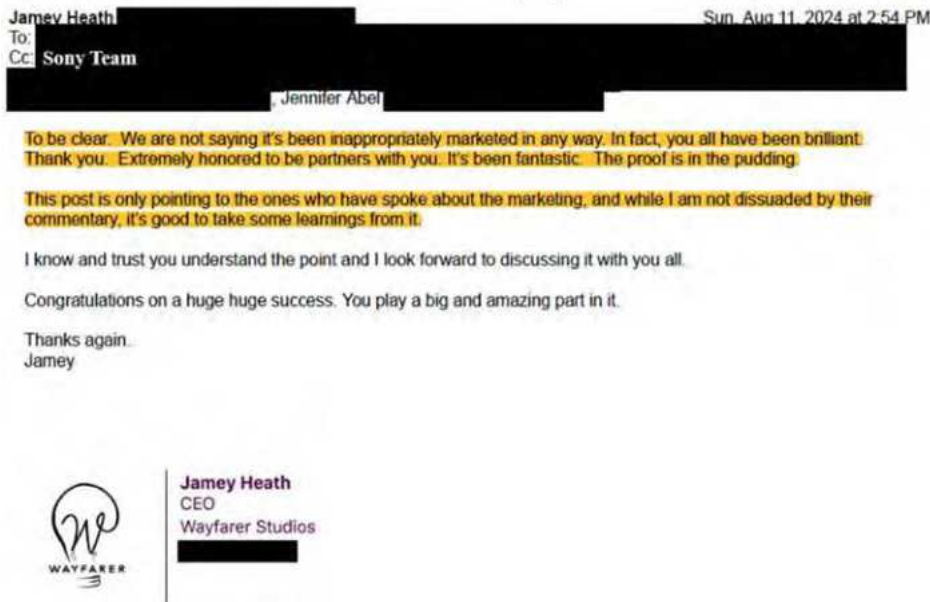 Jamey Heath
Sun, Aug 11, 2024 at 2:54 PM
To:
Cc: Sony Team
, Jennifer Abel
To be clear. We are not saying it's been inappropriately marketed in any way. In fact, you all have been brilliant.
Thank you. Extremely honored to be partners with you. It's been fantastic. The proof is in the pudding.
This post is only pointing to the ones who have spoke about the marketing, and while I am not dissuaded by their
commentary, it's good to take some learnings from it.
I know and trust you understand the point and I look forward to discussing it with you all.
Congratulations on a huge huge success. You play a big and amazing part in it.
Thanks again.
Jamey
Jamey Heath
CEO
Wayfarer Studios
W
WAYFARER